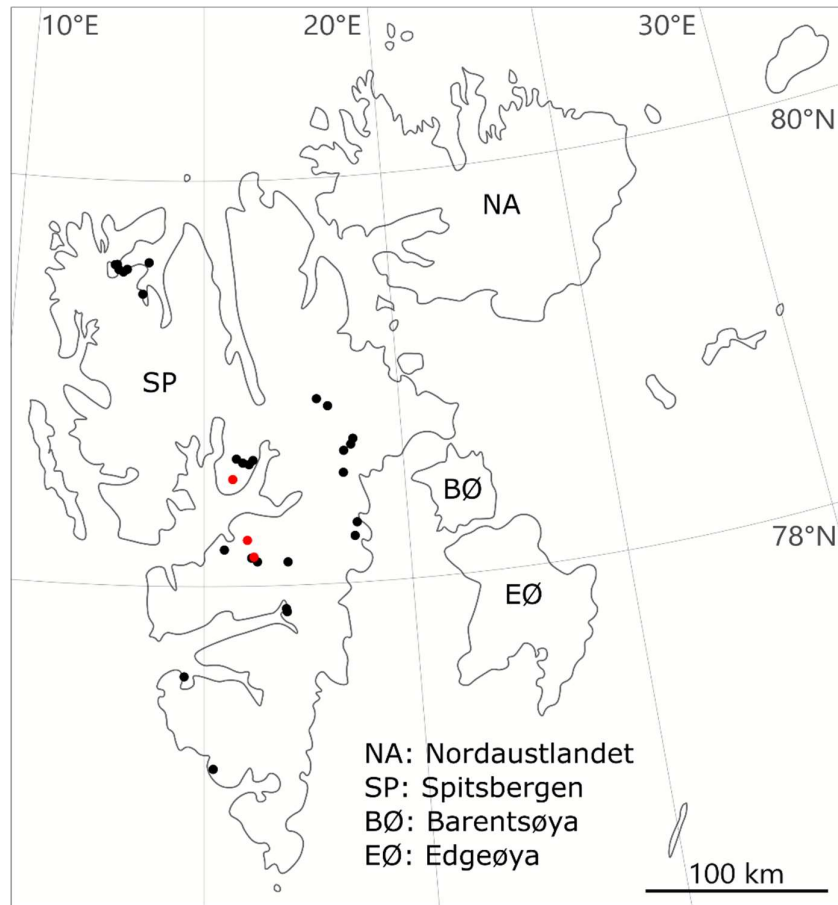 10°E
20°E
30°E
80°N
NA
SP
BØ
78°N
EØ
NA: Nordaustlandet
SP: Spitsbergen
BØ: Barentsøya
EØ: Edgeøya
100 km